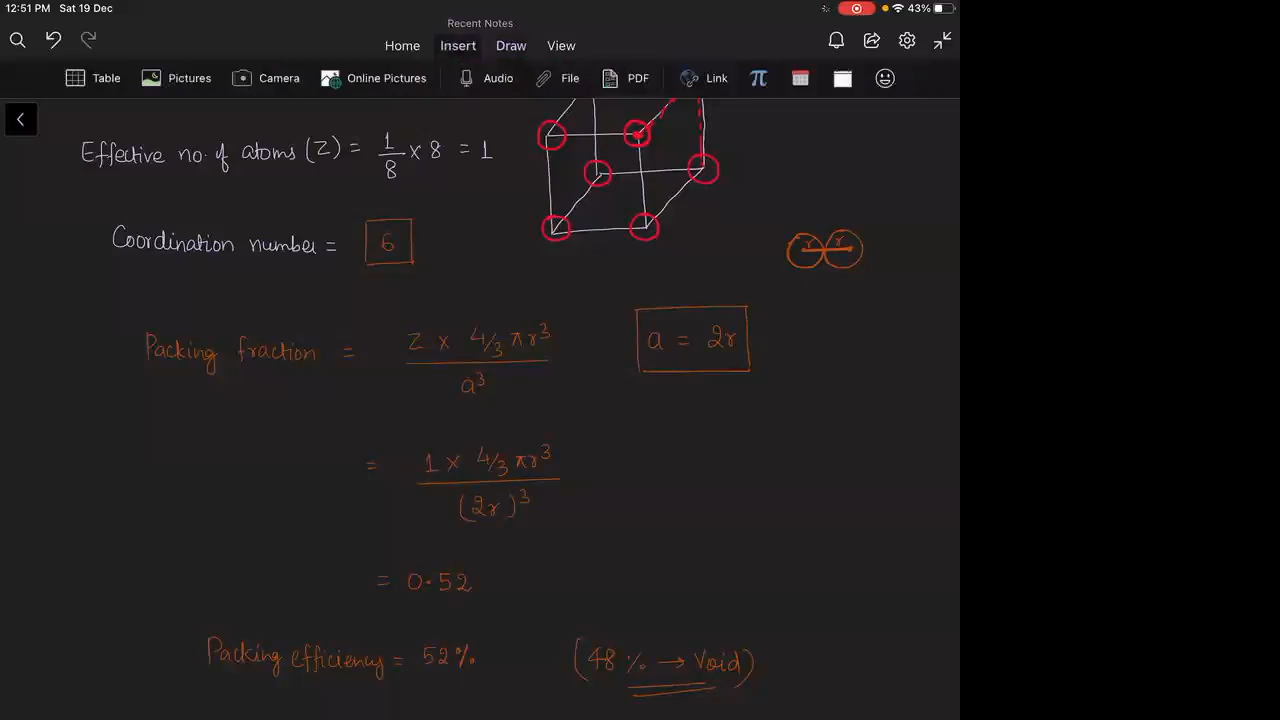 12:51 PM Sat 19 Dec 43%
Recent Notes
Home Insert Draw View
Table Pictures Camera Online Pictures Audio File PDF Link π
Effective no. of atoms (Z) = 1/8 × 8 = 1
Coordination number = 6
r r
Packing fraction = Z × 4/3 πr³ / a³
a = 2r
= 1 × 4/3 πr³ / (2r)³
= 0.52
Packing efficiency = 52% (48 % → Void)